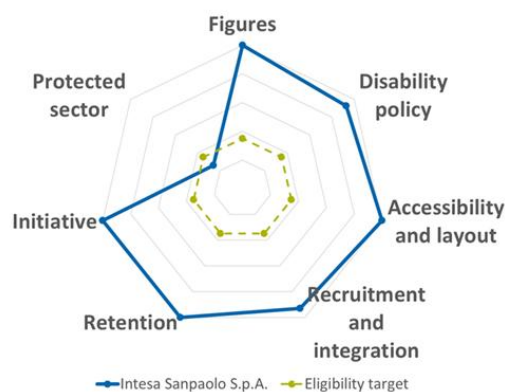 Figures
Protected
sector
Disability
policy
Initiative
Accessibility
and layout
Retention
Recruitment
and
integration
Intesa Sanpaolo S.p.A.
Eligibility target